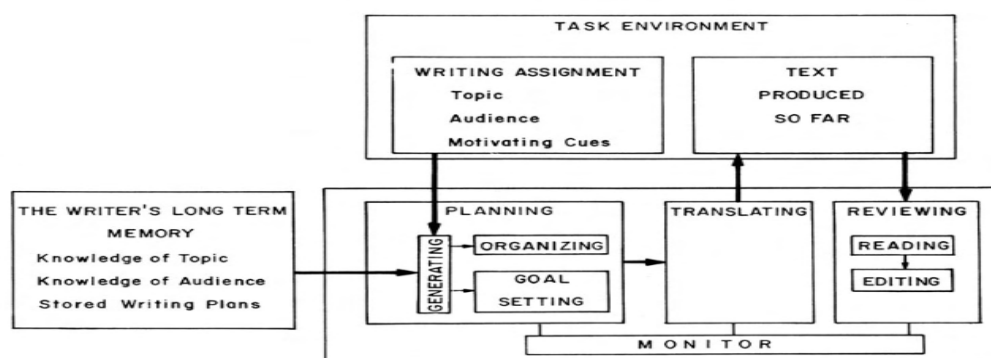 TASK ENVIRONMENT
WRITING ASSIGNMENT
Topic
Audience
Motivating Cues
TEXT
PRODUCED
SO FAR
THE WRITER'S LONG TERM
MEMORY
Knowledge of Topic
Knowledge of Audience
Stored Writing Plans
PLANNING
GENERATING
ORGANIZING
GOAL
SETTING
TRANSLATING
REVIEWING
READING
EDITING
MONITOR